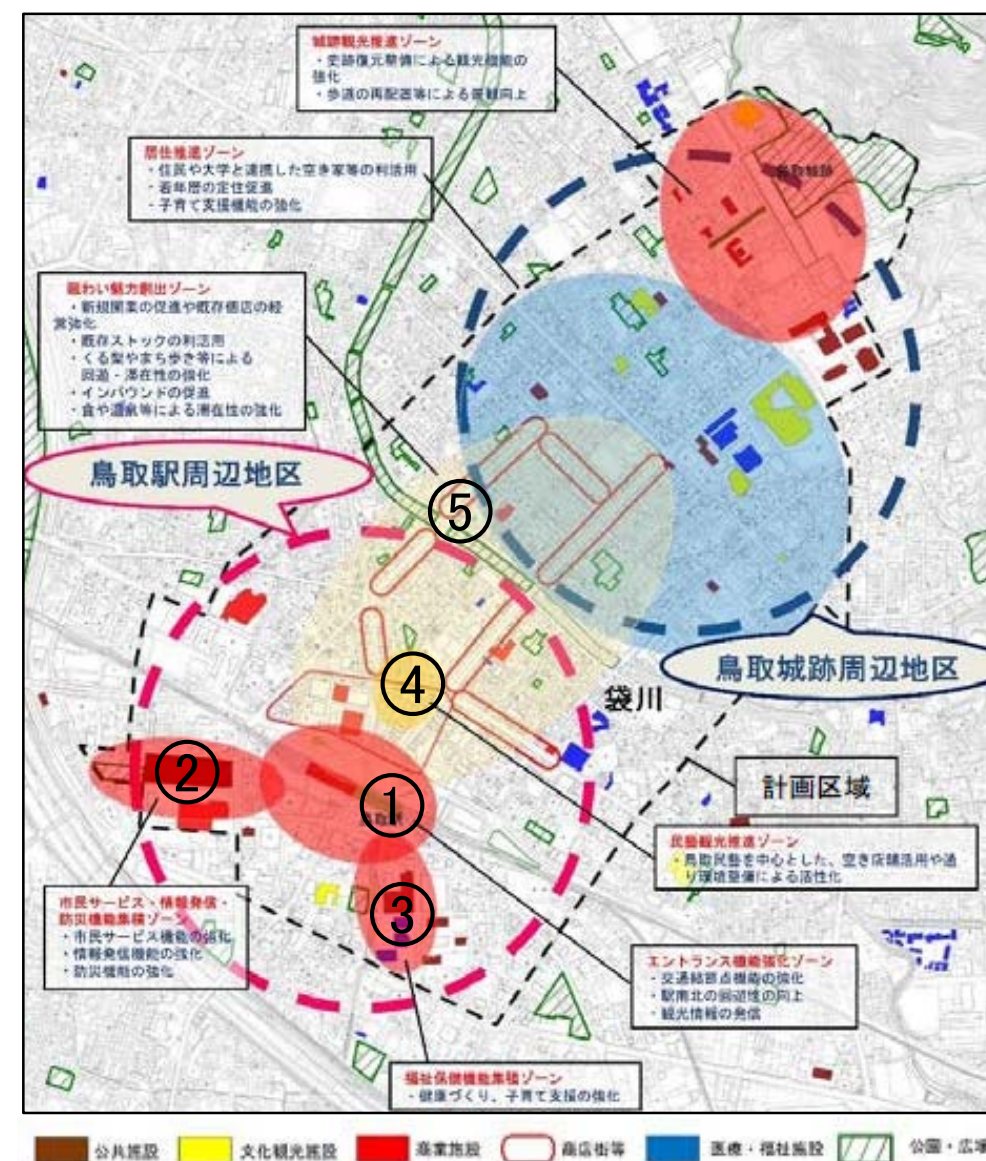 城跡観光推進ゾーン
・史跡復元整備による観光機能の
強化
・歩道の再配置等による景観向上
居住推進ゾーン
・住民や大学と連携した空き家等の利活用
・若年層の定住促進
・子育て支援機能の強化
鳥取城跡
賑わい魅力創出ゾーン
・新規開業の促進や既存個店の経
営強化
・既存ストックの利活用
・くる梨やまち歩き等による
回遊・滞在性の強化
・インバウンドの促進
・食や温泉等による滞在性の強化
鳥取駅周辺地区
⑤
鳥取城跡周辺地区
④
袋川
②
計画区域
①
鳥取駅
民藝観光推進ゾーン
・鳥取民藝を中心とした、空き店舗活用や通
り環境整備による活性化
市民サービス・情報発信・
防災機能集積ゾーン
・市民サービス機能の強化
・情報発信機能の強化
・防災機能の強化
③
エントランス機能強化ゾーン
・交通結節点機能の強化
・駅南北の回遊性の向上
・観光情報の発信
福祉保健機能集積ゾーン
・健康づくり、子育て支援の強化
公共施設 文化観光施設 商業施設 商店街等 医療・福祉施設 公園・広場